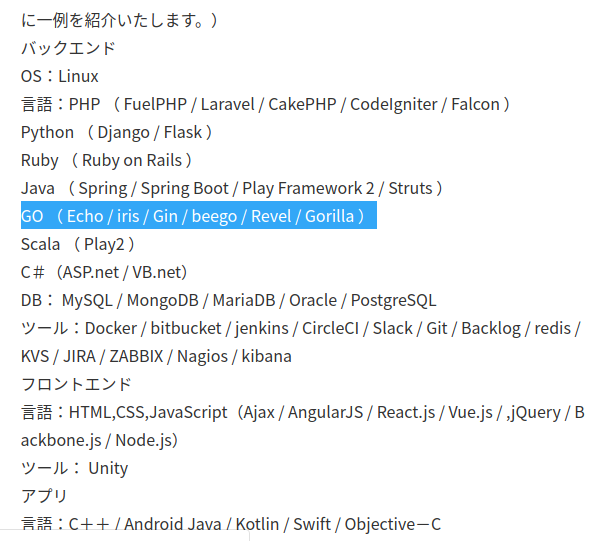 に一例を紹介いたします。）
バックエンド
OS：Linux
言語：PHP （ FuelPHP / Laravel / CakePHP / CodeIgniter / Falcon ）
Python （ Django / Flask ）
Ruby （ Ruby on Rails ）
Java （ Spring / Spring Boot / Play Framework 2 / Struts ）
GO （ Echo / iris / Gin / beego / Revel / Gorilla ）
Scala （ Play2 ）
C＃（ASP.net / VB.net）
DB： MySQL / MongoDB / MariaDB / Oracle / PostgreSQL
ツール：Docker / bitbucket / jenkins / CircleCI / Slack / Git / Backlog / redis /
KVS / JIRA / ZABBIX / Nagios / kibana
フロントエンド
言語：HTML,CSS,JavaScript（Ajax / AngularJS / React.js / Vue.js / ,jQuery / B
ackbone.js / Node.js）
ツール： Unity
アプリ
言語：C＋＋ / Android Java / Kotlin / Swift / Objective－C